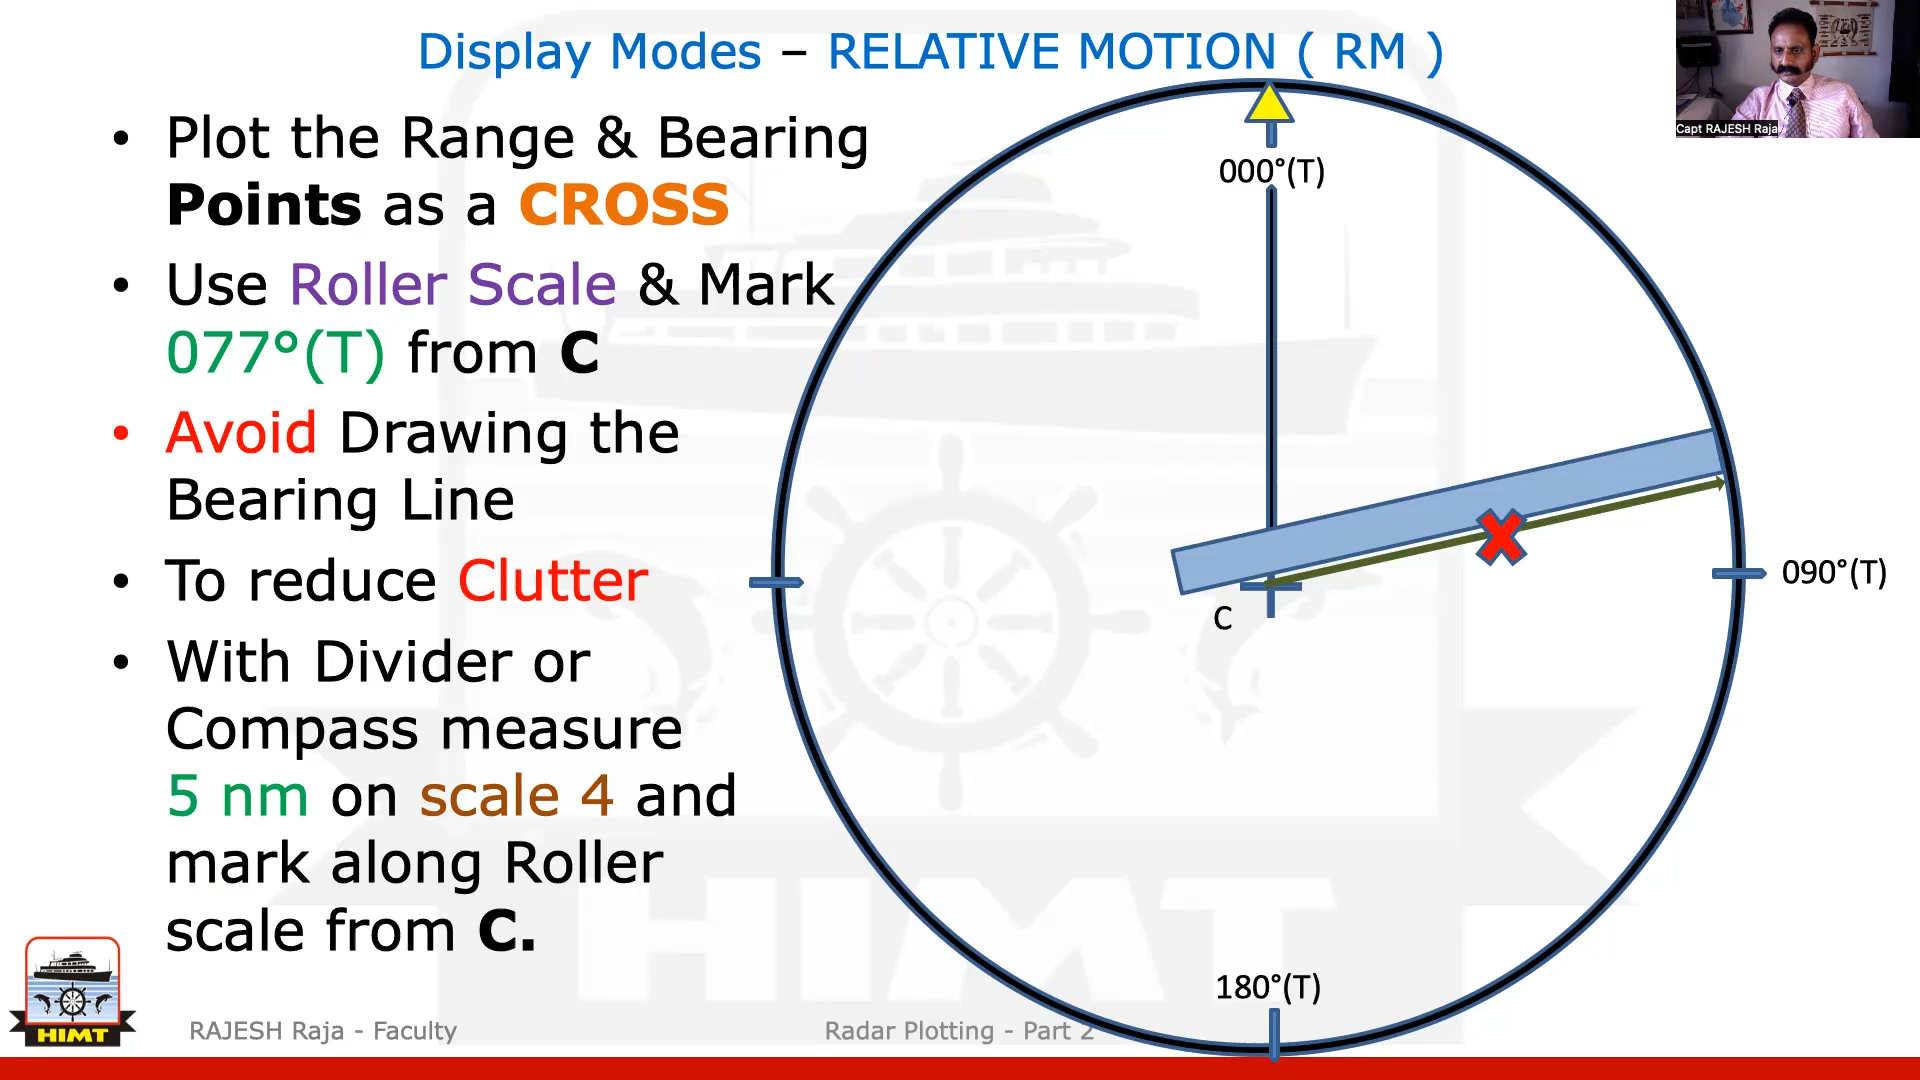 Display Modes – RELATIVE MOTION ( RM )
• Plot the Range & Bearing
Points as a CROSS
• Use Roller Scale & Mark
077°(T) from C
• Avoid Drawing the
Bearing Line
• To reduce Clutter
• With Divider or
Compass measure
5 nm on scale 4 and
mark along Roller
scale from C.
000°(T)
090°(T)
C
180°(T)
Capt RAJESH Raja
HIMT
HIMT
RAJESH Raja - Faculty
Radar Plotting - Part 2